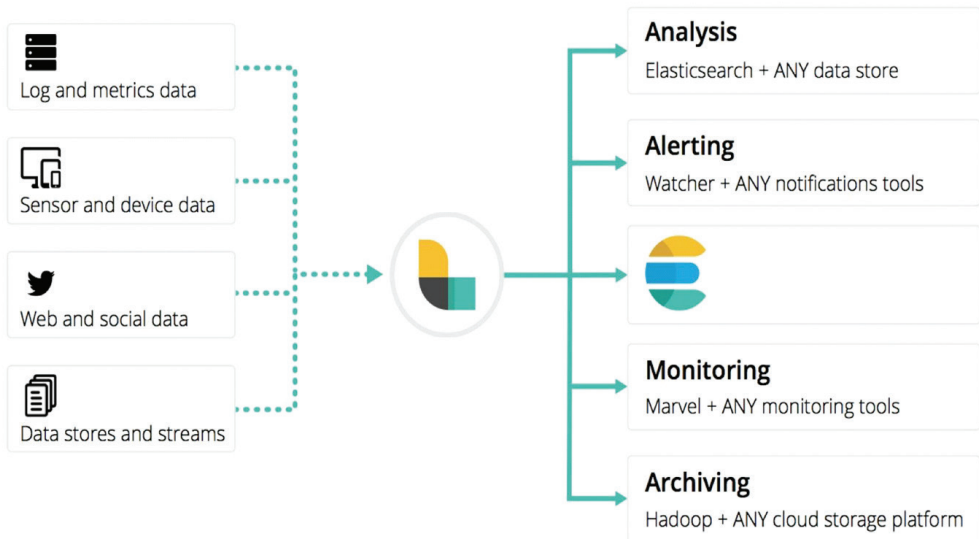 Log and metrics data
Sensor and device data
Web and social data
Data stores and streams
Analysis
Elasticsearch + ANY data store
Alerting
Watcher + ANY notifications tools
Monitoring
Marvel + ANY monitoring tools
Archiving
Hadoop + ANY cloud storage platform